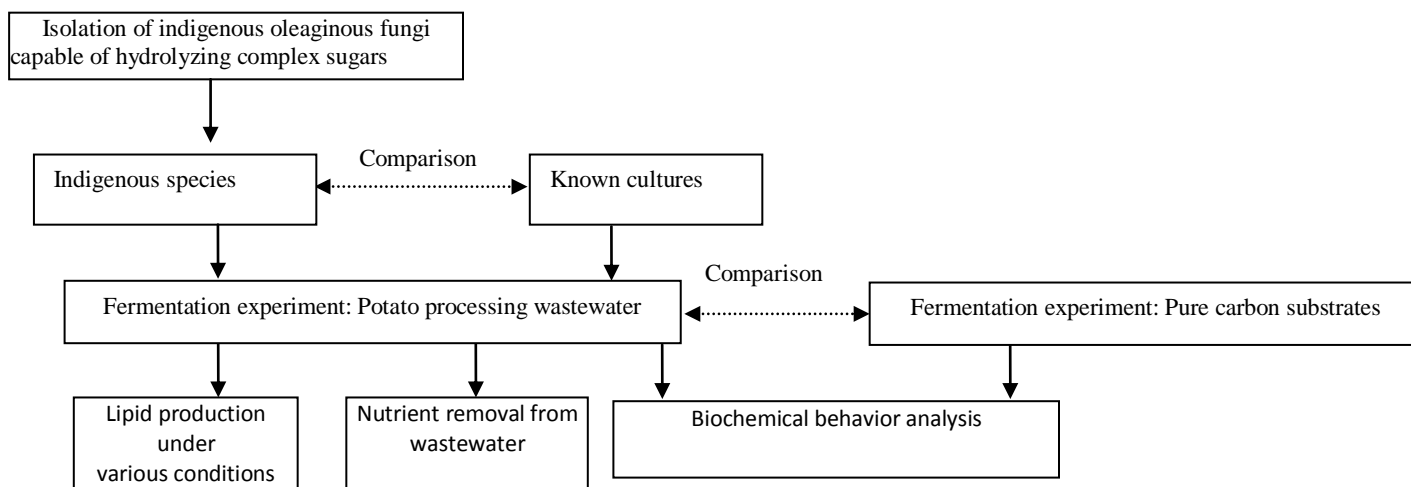 Isolation of indigenous oleaginous fungi
capable of hydrolyzing complex sugars
Comparison
Indigenous species
Known cultures
Comparison
Fermentation experiment: Potato processing wastewater
Fermentation experiment: Pure carbon substrates
Lipid production
under
various conditions
Nutrient removal from
wastewater
Biochemical behavior analysis